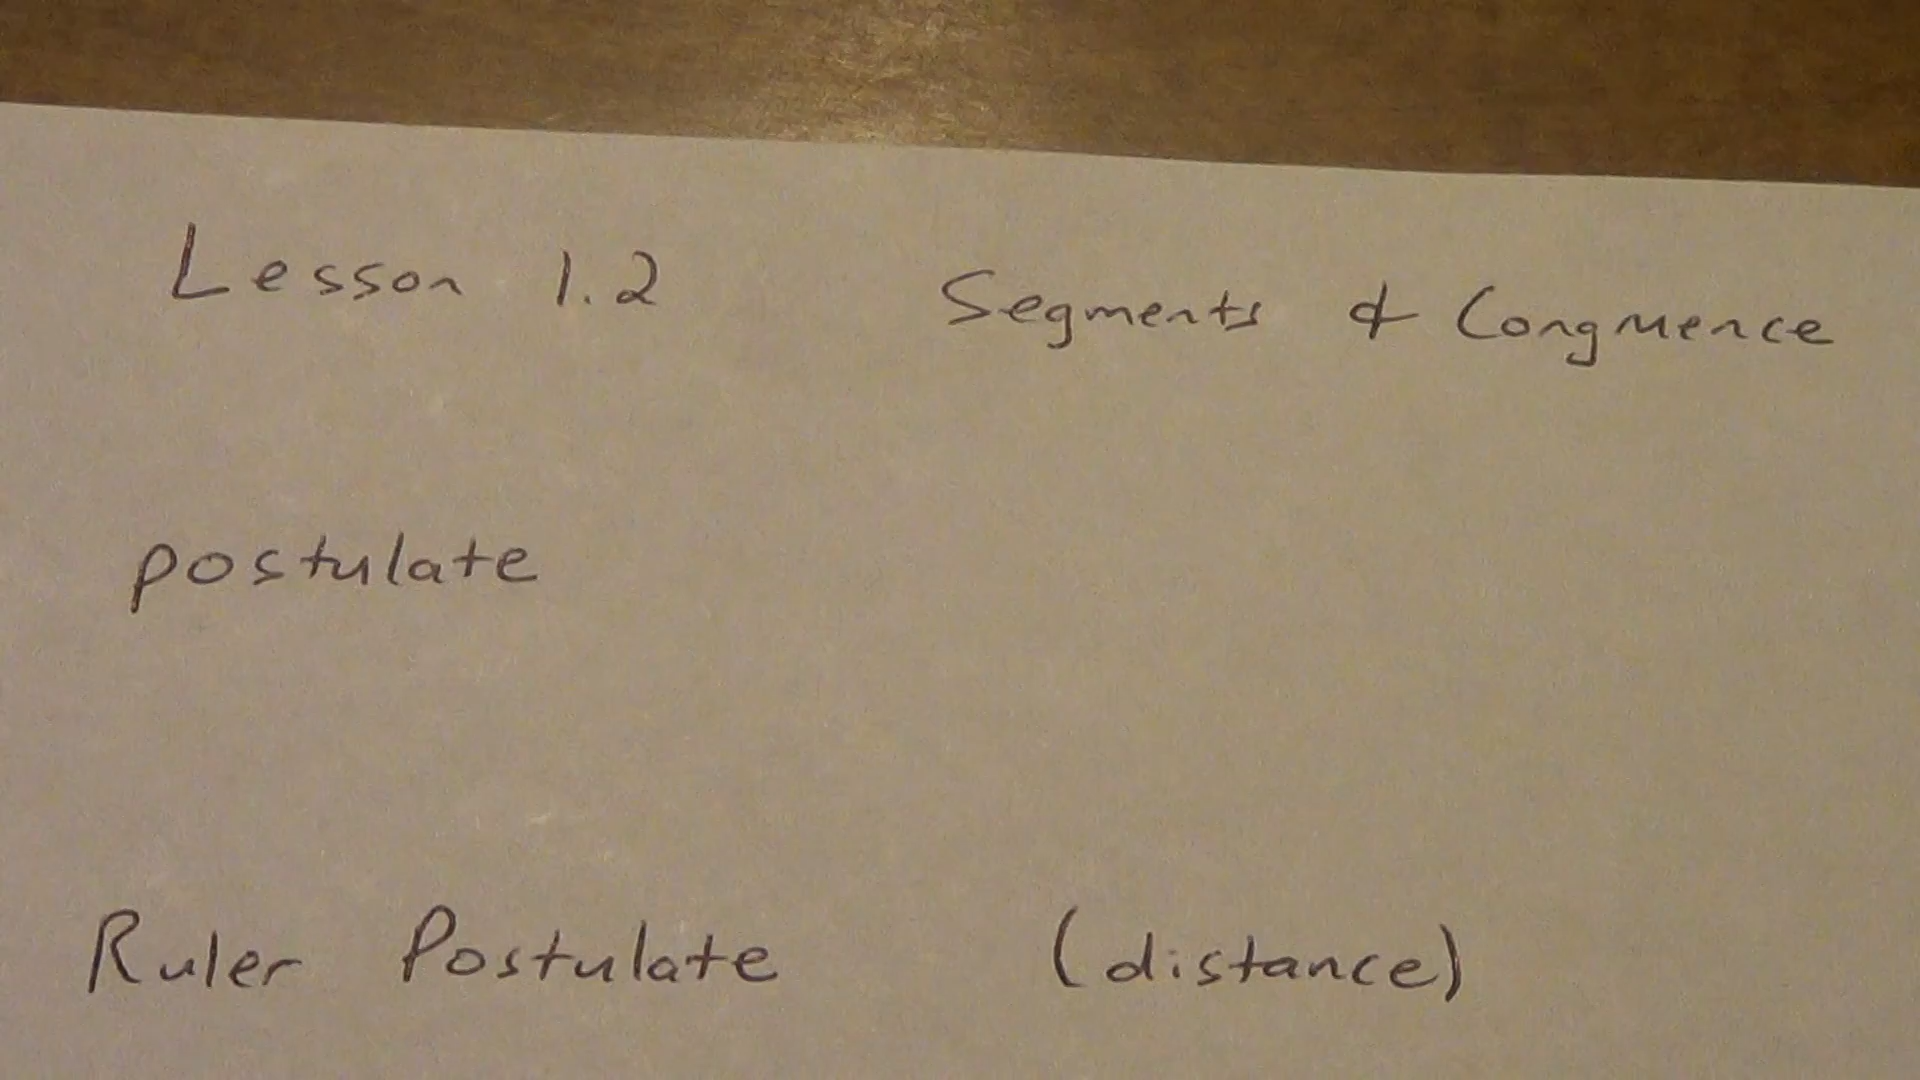 Lesson 1.2 Segments & Congruence
postulate
Ruler Postulate (distance)